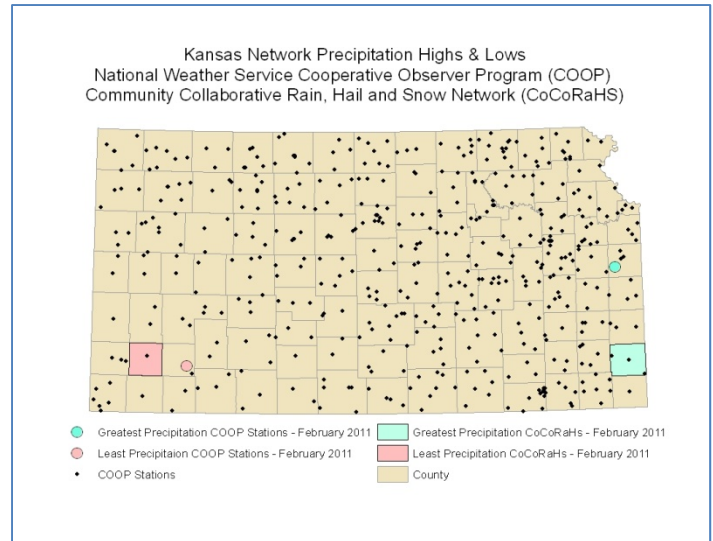 Kansas Network Precipitation Highs & Lows
National Weather Service Cooperative Observer Program (COOP)
Community Collaborative Rain, Hail and Snow Network (CoCoRaHS)
Greatest Precipitation COOP Stations - February 2011
Greatest Precipitation CoCoRaHs - February 2011
Least Precipitaion COOP Stations - February 2011
Least Precipitation CoCoRaHs - February 2011
COOP Stations
County